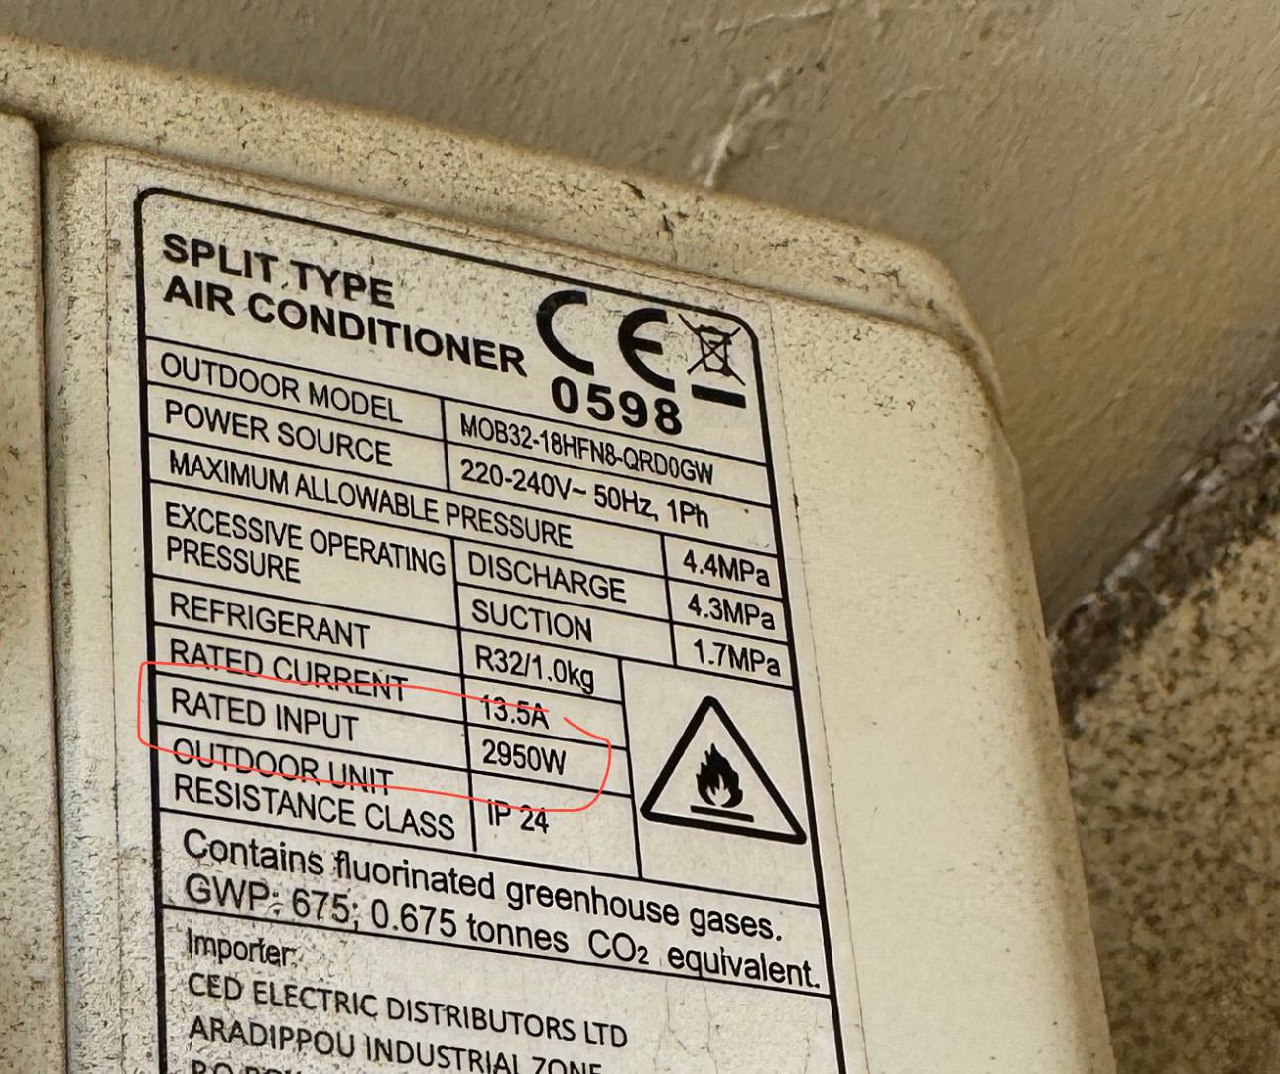 SPLIT TYPE
AIR CONDITIONER
CE
0598
OUTDOOR MODEL MOB32-18HFN8-QRD0GW
POWER SOURCE 220-240V~ 50Hz, 1Ph
MAXIMUM ALLOWABLE PRESSURE 4.4MPa
EXCESSIVE OPERATING PRESSURE DISCHARGE 4.3MPa
SUCTION 1.7MPa
REFRIGERANT R32/1.0kg
RATED CURRENT 13.5A
RATED INPUT 2950W
OUTDOOR UNIT
RESISTANCE CLASS IP 24
Contains fluorinated greenhouse gases.
GWP: 675; 0.675 tonnes CO₂ equivalent.
Importer:
CED ELECTRIC DISTRIBUTORS LTD
ARADIPPOU INDUSTRIAL ZONE